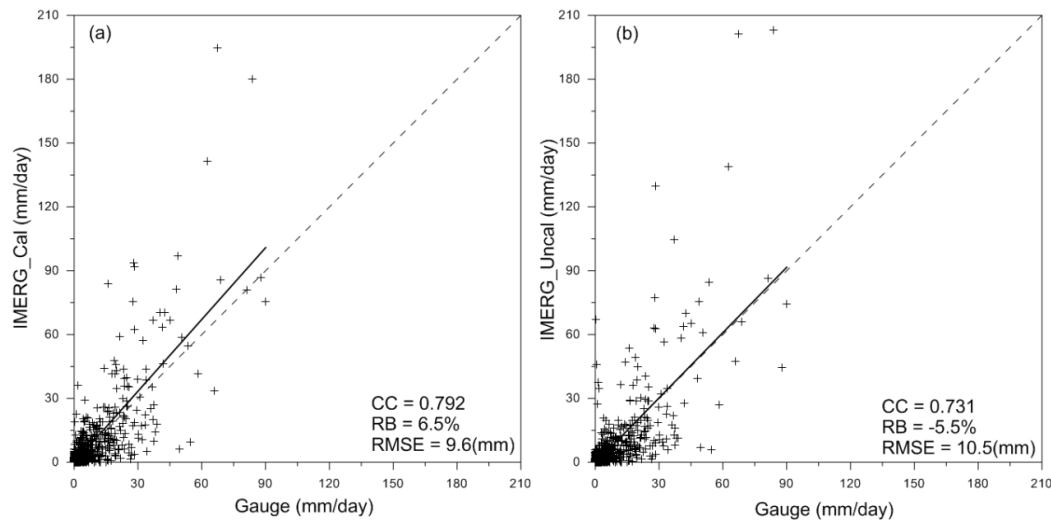 (a)
210
180
150
120
90
60
30
0
IMERG_Cal (mm/day)
CC = 0.792
RB = 6.5%
RMSE = 9.6(mm)
0 30 60 90 120 150 180 210
Gauge (mm/day)
(b)
210
180
150
120
90
60
30
0
IMERG_Uncal (mm/day)
CC = 0.731
RB = -5.5%
RMSE = 10.5(mm)
0 30 60 90 120 150 180 210
Gauge (mm/day)